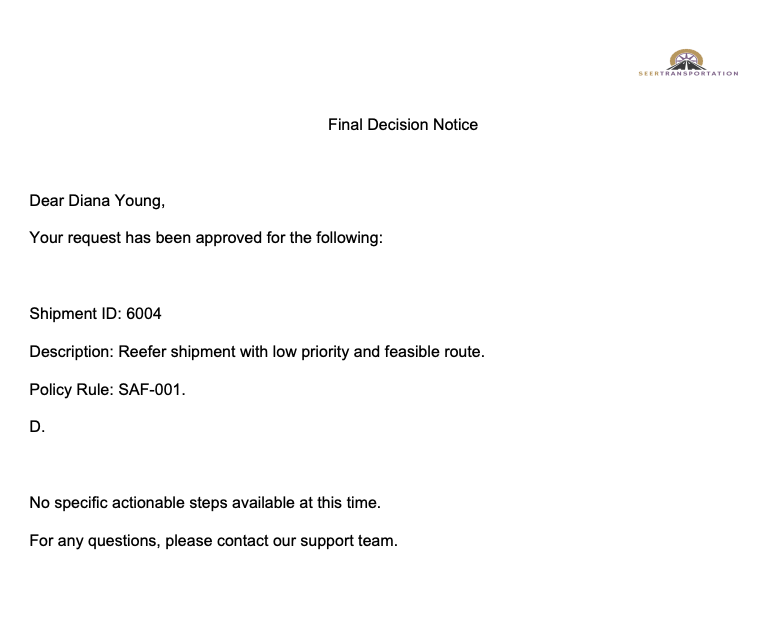 SEERTRANSPORTATION
Final Decision Notice
Dear Diana Young,
Your request has been approved for the following:
Shipment ID: 6004
Description: Reefer shipment with low priority and feasible route.
Policy Rule: SAF-001.
D.
No specific actionable steps available at this time.
For any questions, please contact our support team.